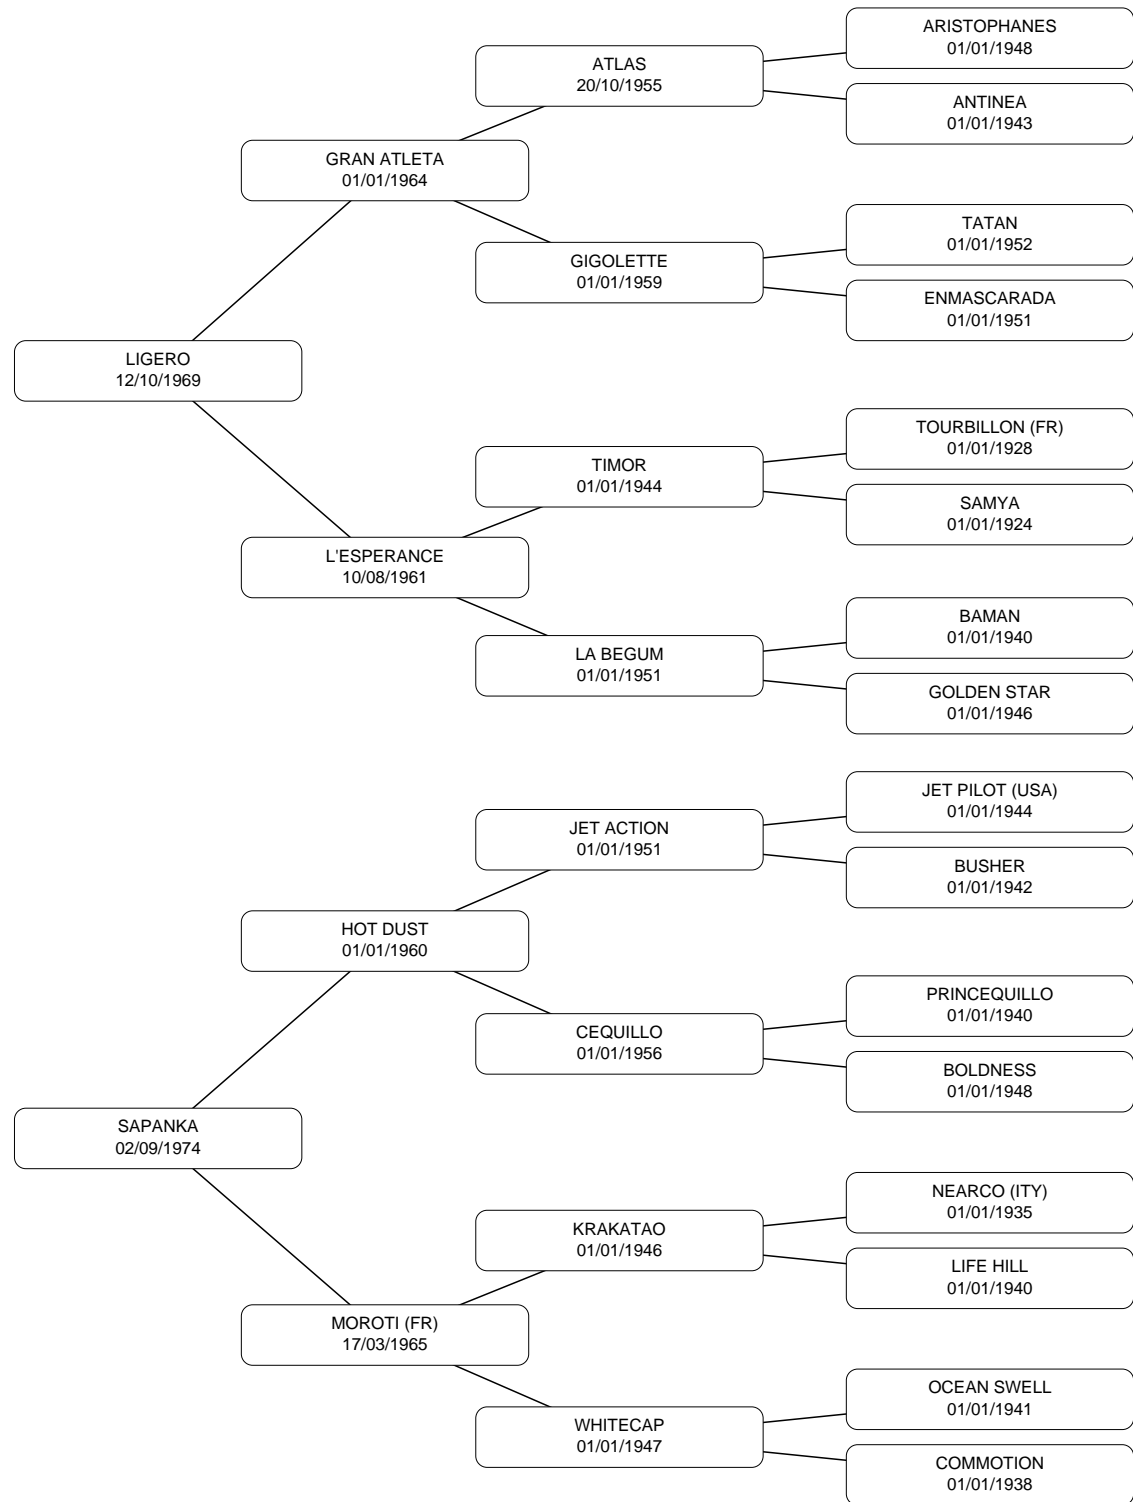 ARISTOPHANES
01/01/1948
ATLAS
20/10/1955
ANTINEA
01/01/1943
GRAN ATLETA
01/01/1964
TATAN
01/01/1952
GIGOLETTE
01/01/1959
ENMASCARADA
01/01/1951
LIGERO
12/10/1969
TOURBILLON (FR)
01/01/1928
TIMOR
01/01/1944
SAMYA
01/01/1924
L'ESPERANCE
10/08/1961
BAMAN
01/01/1940
LA BEGUM
01/01/1951
GOLDEN STAR
01/01/1946
JET PILOT (USA)
01/01/1944
JET ACTION
01/01/1951
BUSHER
01/01/1942
HOT DUST
01/01/1960
PRINCEQUILLO
01/01/1940
CEQUILLO
01/01/1956
BOLDNESS
01/01/1948
SAPANKA
02/09/1974
NEARCO (ITY)
01/01/1935
KRAKATAO
01/01/1946
LIFE HILL
01/01/1940
MOROTI (FR)
17/03/1965
OCEAN SWELL
01/01/1941
WHITECAP
01/01/1947
COMMOTION
01/01/1938